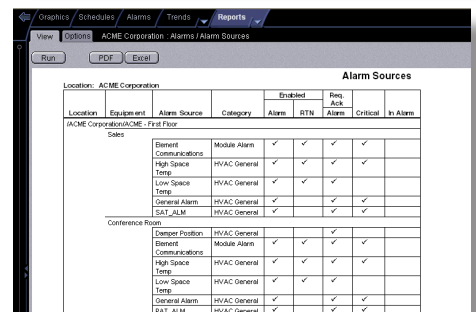 Graphics Schedules Alarms Trends Reports
View Options ACME Corporation : Alarms / Alarm Sources
Run PDF Excel
Alarm Sources
Location: ACME Corporation
Enabled Req. Ack
Location Equipment Alarm Source Category Alarm RTN Alarm Critical In Alarm
/ACME Corporation/ACME - First Floor
Sales
Element Communications Module Alarm ✓ ✓ ✓ ✓
High Space Temp HVAC General ✓ ✓ ✓ ✓
Low Space Temp HVAC General ✓ ✓ ✓
General Alarm HVAC General ✓ ✓ ✓
SAT_ALM HVAC General ✓ ✓ ✓
Conference Room
Damper Position HVAC General ✓
Element Communications Module Alarm ✓ ✓ ✓ ✓
High Space Temp HVAC General ✓ ✓ ✓ ✓
Low Space Temp HVAC General ✓ ✓ ✓
General Alarm HVAC General ✓ ✓ ✓
RAT_ALM HVAC General ✓ ✓ ✓